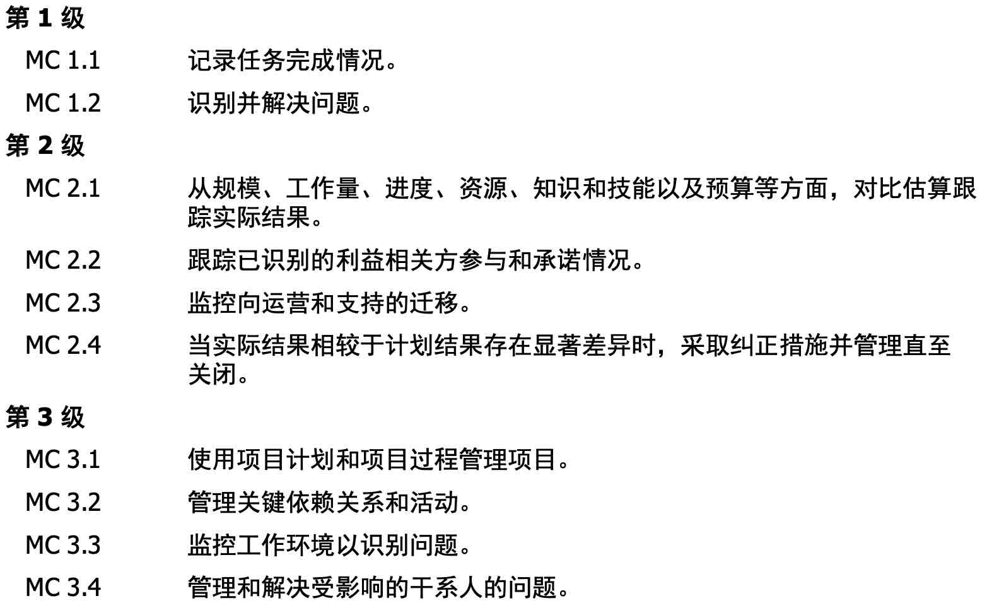 第 1 级
MC 1.1 记录任务完成情况。
MC 1.2 识别并解决问题。
第 2 级
MC 2.1 从规模、工作量、进度、资源、知识和技能以及预算等方面，对比估算跟
踪实际结果。
MC 2.2 跟踪已识别的利益相关方参与和承诺情况。
MC 2.3 监控向运营和支持的迁移。
MC 2.4 当实际结果相较于计划结果存在显著差异时，采取纠正措施并管理直至
关闭。
第 3 级
MC 3.1 使用项目计划和项目过程管理项目。
MC 3.2 管理关键依赖关系和活动。
MC 3.3 监控工作环境以识别问题。
MC 3.4 管理和解决受影响的干系人的问题。